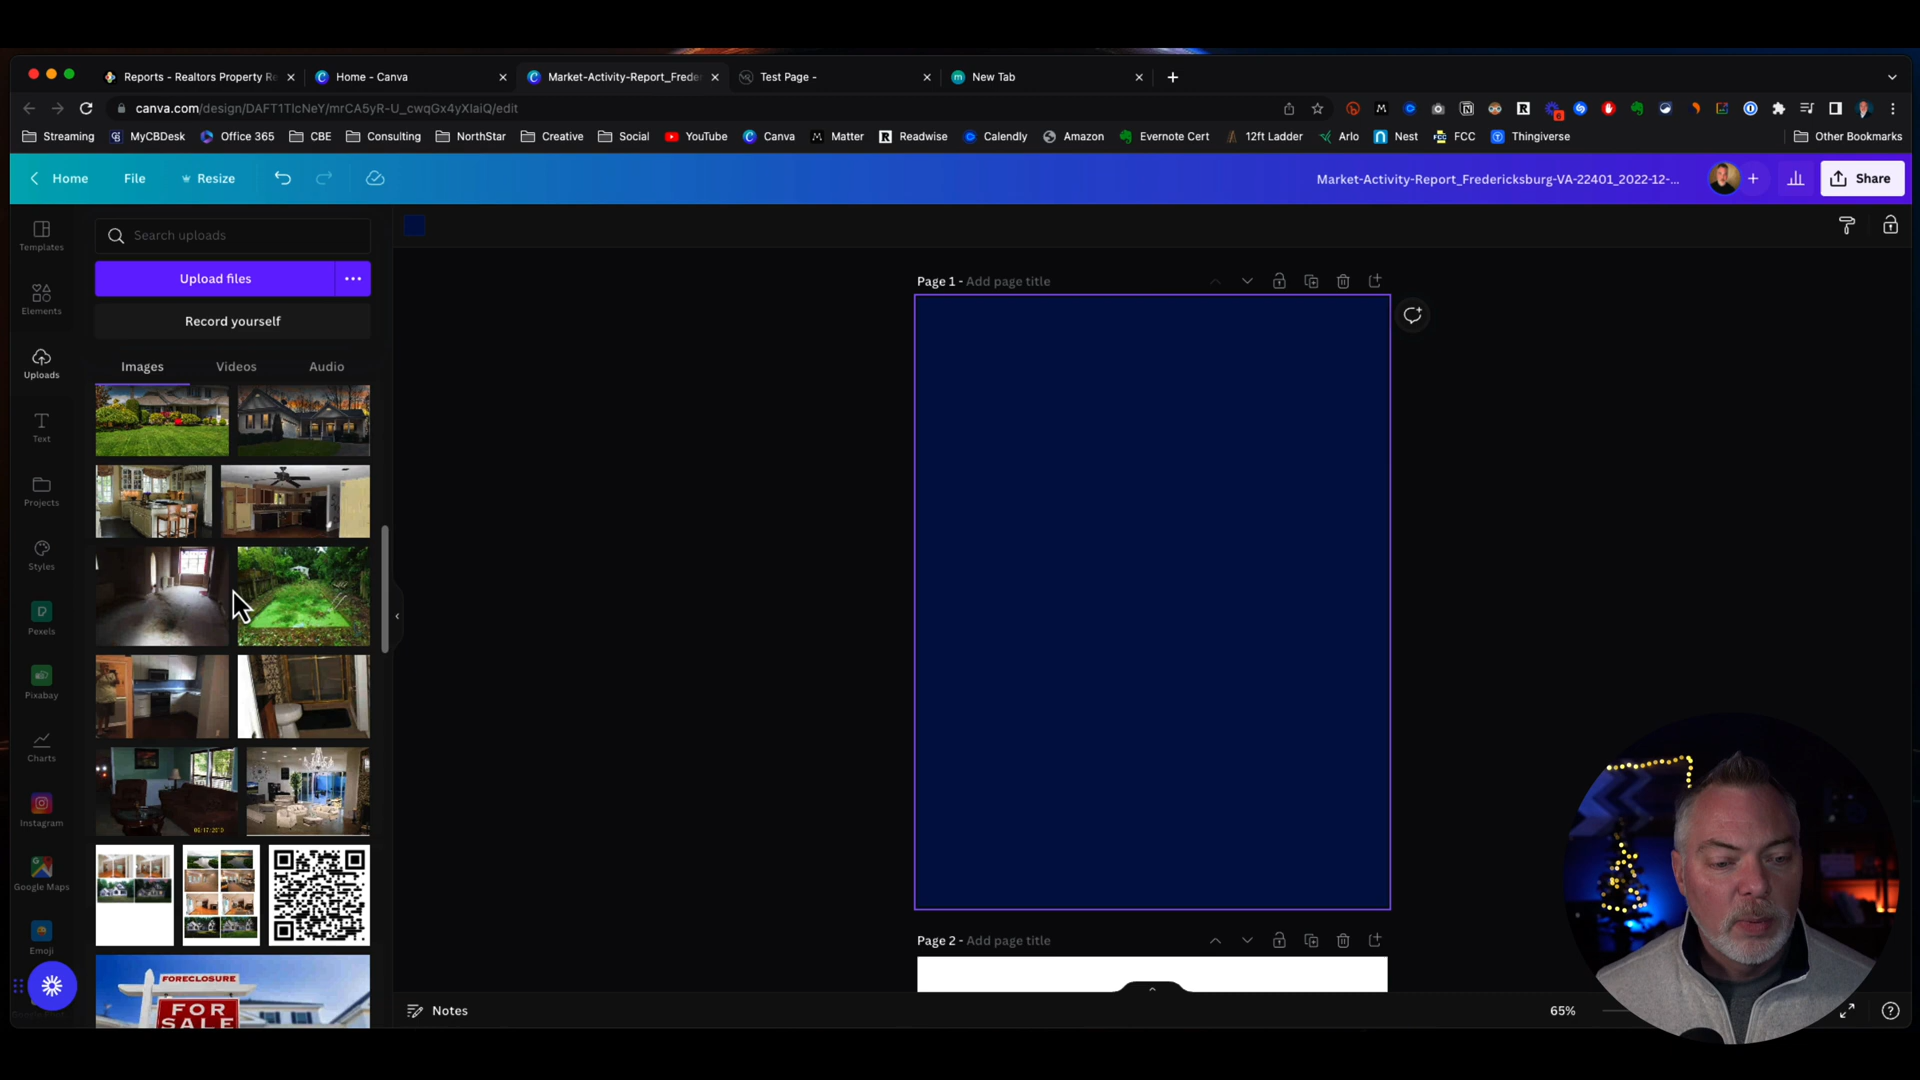 Reports - Realtors Property Re
Home - Canva
Market-Activity-Report_Freder
Test Page -
New Tab
canva.com/design/DAFT1TlcNeY/mrCA5yR-U_cwqGx4yXIaiQ/edit
Streaming
MyCBDesk
Office 365
CBE
Consulting
NorthStar
Creative
Social
YouTube
Canva
Matter
Readwise
Calendly
Amazon
Evernote Cert
12ft Ladder
Arlo
Nest
FCC
Thingiverse
Other Bookmarks
Home
File
Resize
Market-Activity-Report_Fredericksburg-VA-22401_2022-12-...
Share
Templates
Elements
Uploads
Text
Projects
Styles
Pexels
Pixabay
Charts
Instagram
Google Maps
Emoji
Search uploads
Upload files
Record yourself
Images
Videos
Audio
FORECLOSURE
FOR
SALE
Page 1 - Add page title
Page 2 - Add page title
Notes
65%